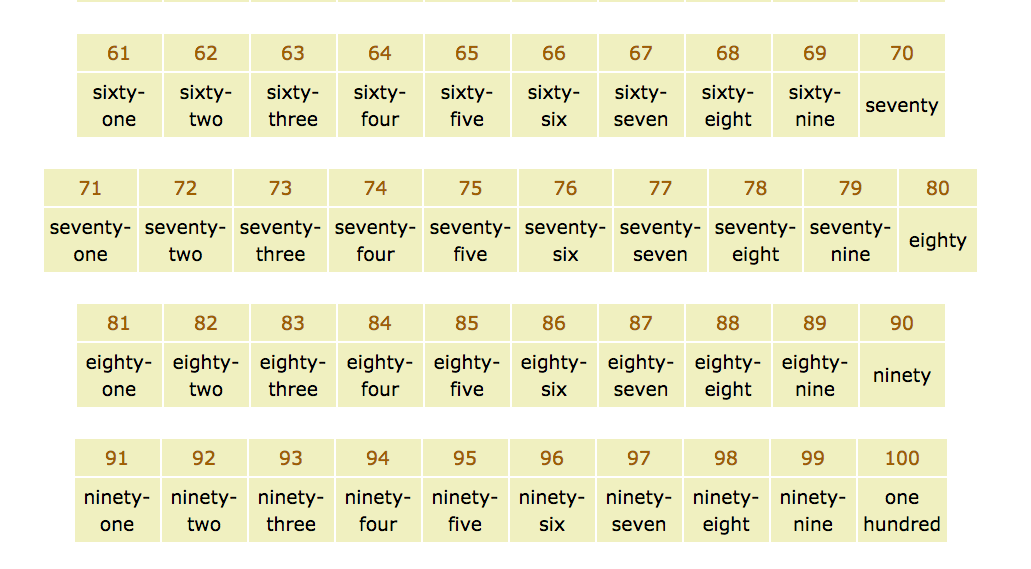 61 62 63 64 65 66 67 68 69 70
sixty- sixty- sixty- sixty- sixty- sixty- sixty- sixty- sixty- seventy
one two three four five six seven eight nine
71 72 73 74 75 76 77 78 79 80
seventy- seventy- seventy- seventy- seventy- seventy- seventy- seventy- seventy- eighty
one two three four five six seven eight nine
81 82 83 84 85 86 87 88 89 90
eighty- eighty- eighty- eighty- eighty- eighty- eighty- eighty- eighty- ninety
one two three four five six seven eight nine
91 92 93 94 95 96 97 98 99 100
ninety- ninety- ninety- ninety- ninety- ninety- ninety- ninety- ninety- one
one two three four five six seven eight nine hundred